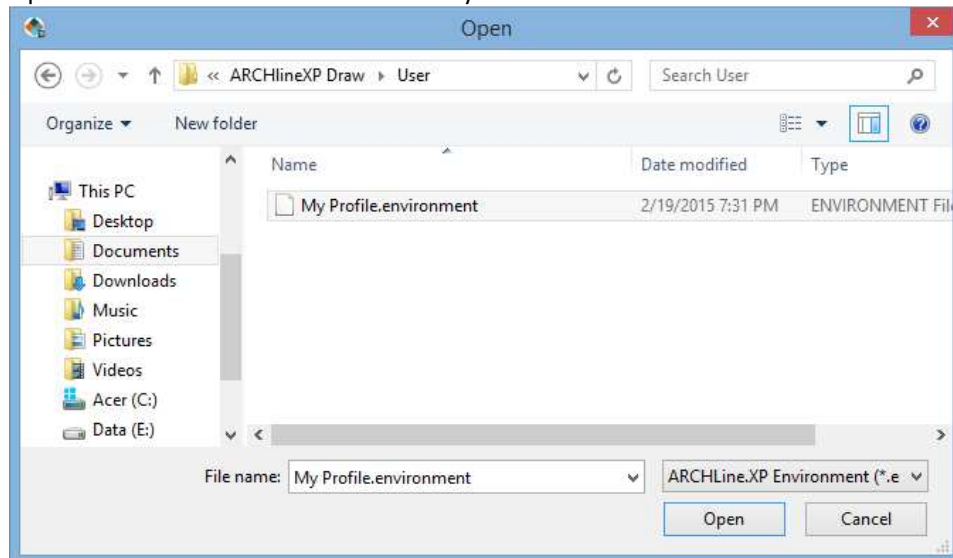 Open
« ARCHlineXP Draw ▸ User
Search User
Organize
New folder
Name
Date modified
Type
This PC
My Profile.environment
2/19/2015 7:31 PM
ENVIRONMENT Fil
Desktop
Documents
Downloads
Music
Pictures
Videos
Acer (C:)
Data (E:)
File name:
My Profile.environment
ARCHLine.XP Environment (*.e
Open
Cancel